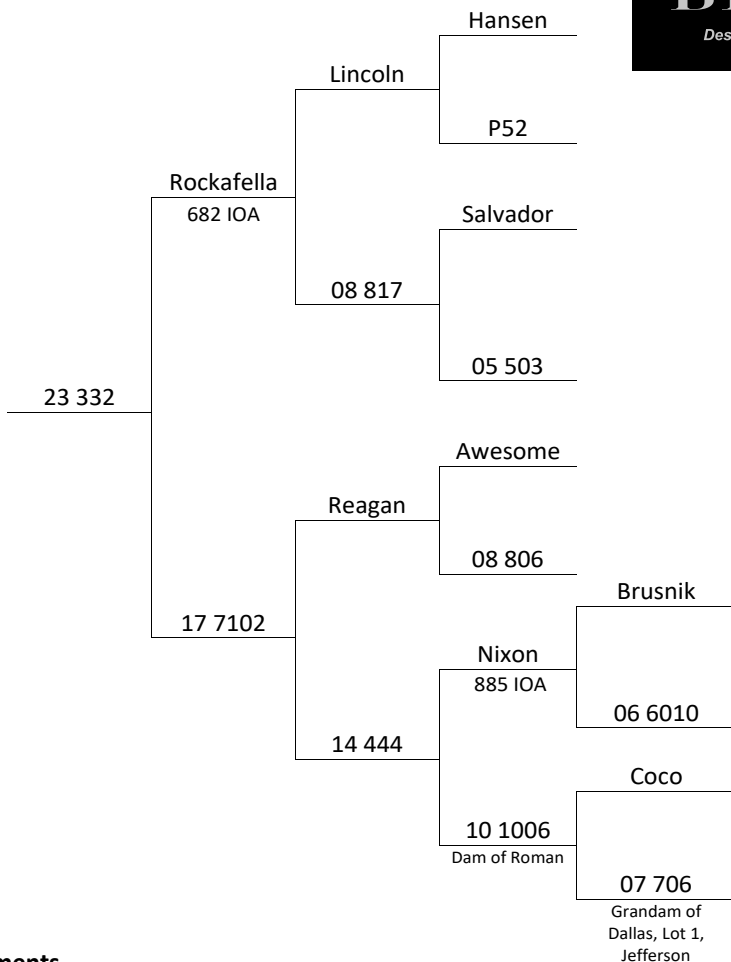 Hansen
Des
Lincoln
P52
Rockafella
682 IOA
Salvador
08 817
05 503
23 332
Awesome
Reagan
08 806
Brusnik
17 7102
Nixon
885 IOA
06 6010
14 444
Coco
10 1006
Dam of Roman
07 706
Grandam of
Dallas, Lot 1,
Jefferson
ments